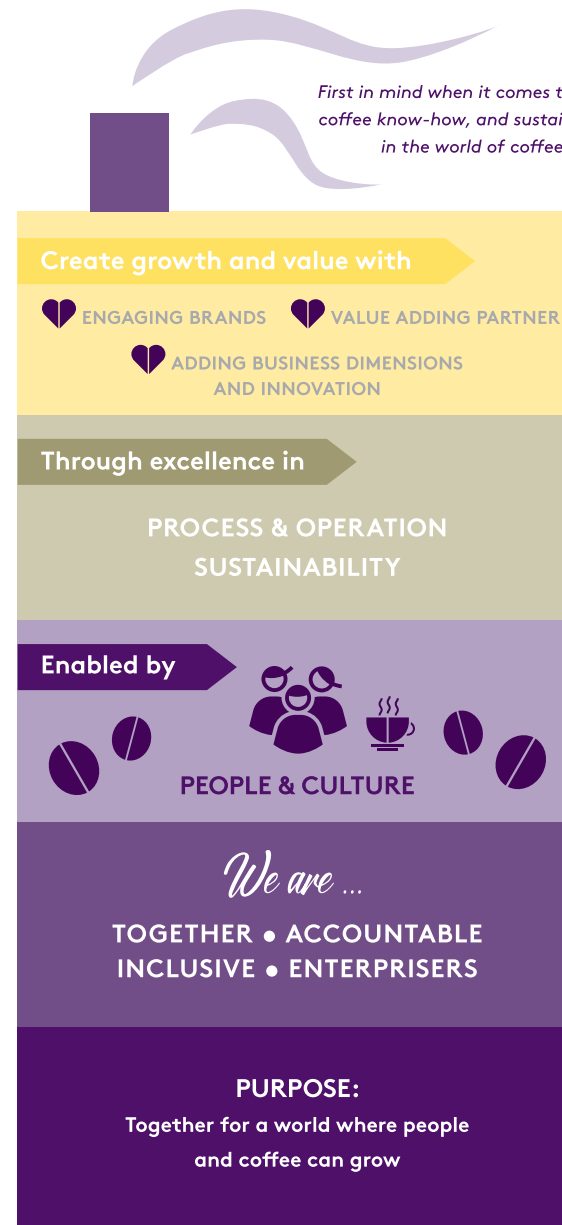 First in mind when it comes t
coffee know-how, and sustai
in the world of coffee
Create growth and value with
ENGAGING BRANDS
VALUE ADDING PARTNER
ADDING BUSINESS DIMENSIONS
AND INNOVATION
Through excellence in
PROCESS & OPERATION
SUSTAINABILITY
Enabled by
PEOPLE & CULTURE
We are ...
TOGETHER • ACCOUNTABLE
INCLUSIVE • ENTERPRISERS
PURPOSE:
Together for a world where people
and coffee can grow